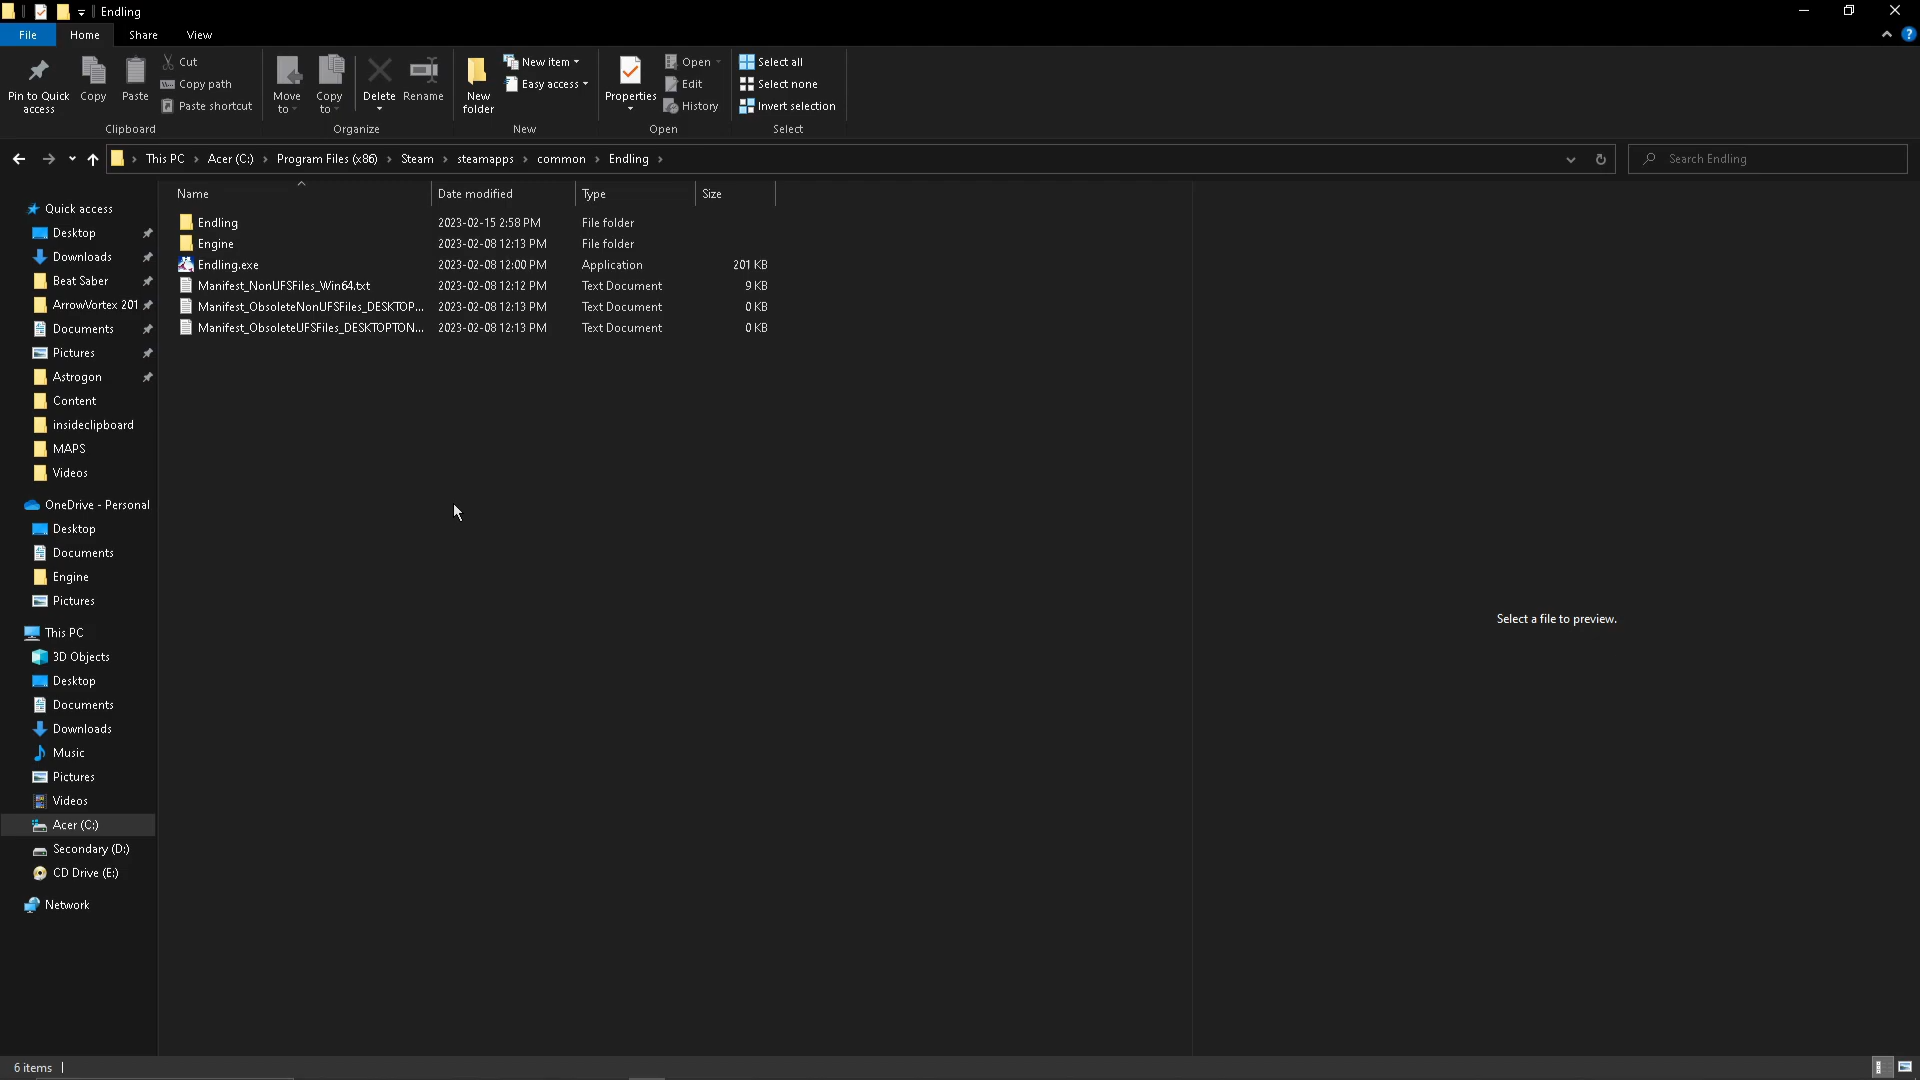 Endling
File Home Share View
Pin to Quick access
Copy
Paste
Cut
Copy path
Paste shortcut
Clipboard
Move to
Copy to
Delete
Rename
Organize
New folder
New item
Easy access
New
Properties
Open
Edit
History
Open
Select all
Select none
Invert selection
Select
This PC Acer (C:) Program Files (x86) Steam steamapps common Endling
Search Endling
Name Date modified Type Size
Endling 2023-02-15 2:58 PM File folder
Engine 2023-02-08 12:13 PM File folder
Endling.exe 2023-02-08 12:00 PM Application 201 KB
Manifest_NonUFSFiles_Win64.txt 2023-02-08 12:12 PM Text Document 9 KB
Manifest_ObsoleteNonUFSFiles_DESKTOP... 2023-02-08 12:13 PM Text Document 0 KB
Manifest_ObsoleteUFSFiles_DESKTOPTON... 2023-02-08 12:13 PM Text Document 0 KB
Quick access
Desktop
Downloads
Beat Saber
ArrowVortex 201
Documents
Pictures
Astrogon
Content
insideclipboard
MAPS
Videos
OneDrive - Personal
Desktop
Documents
Engine
Pictures
This PC
3D Objects
Desktop
Documents
Downloads
Music
Pictures
Videos
Acer (C:)
Secondary (D:)
CD Drive (E:)
Network
Select a file to preview.
6 items